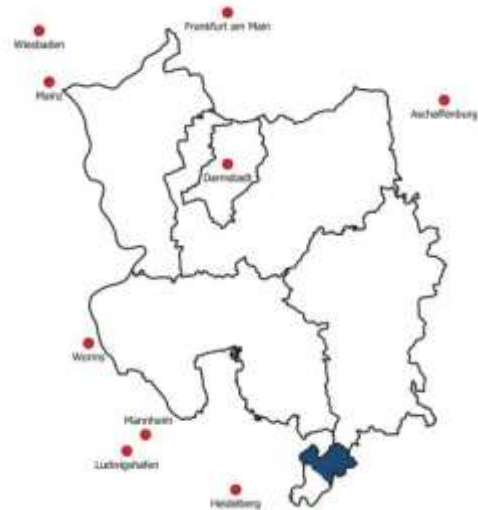 Frankfurt am Main
Wiesbaden
Mainz
Aschaffenburg
Darmstadt
Worms
Mannheim
Ludwigshafen
Heidelberg